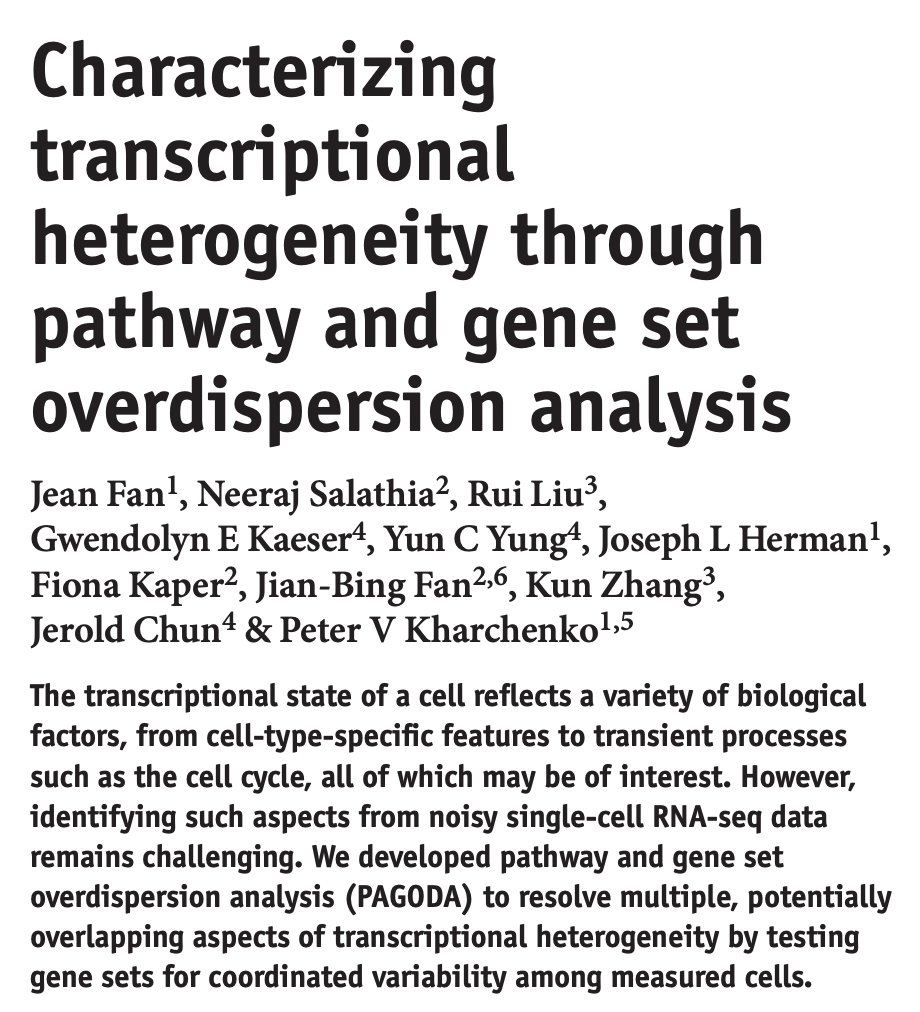 Characterizing
transcriptional
heterogeneity through
pathway and gene set
overdispersion analysis
Jean Fan1, Neeraj Salathia2, Rui Liu3,
Gwendolyn E Kaeser4, Yun C Yung4, Joseph L Herman1,
Fiona Kaper2, Jian-Bing Fan2,6, Kun Zhang3,
Jerold Chun4 & Peter V Kharchenko1,5
The transcriptional state of a cell reflects a variety of biological
factors, from cell-type-specific features to transient processes
such as the cell cycle, all of which may be of interest. However,
identifying such aspects from noisy single-cell RNA-seq data
remains challenging. We developed pathway and gene set
overdispersion analysis (PAGODA) to resolve multiple, potentially
overlapping aspects of transcriptional heterogeneity by testing
gene sets for coordinated variability among measured cells.